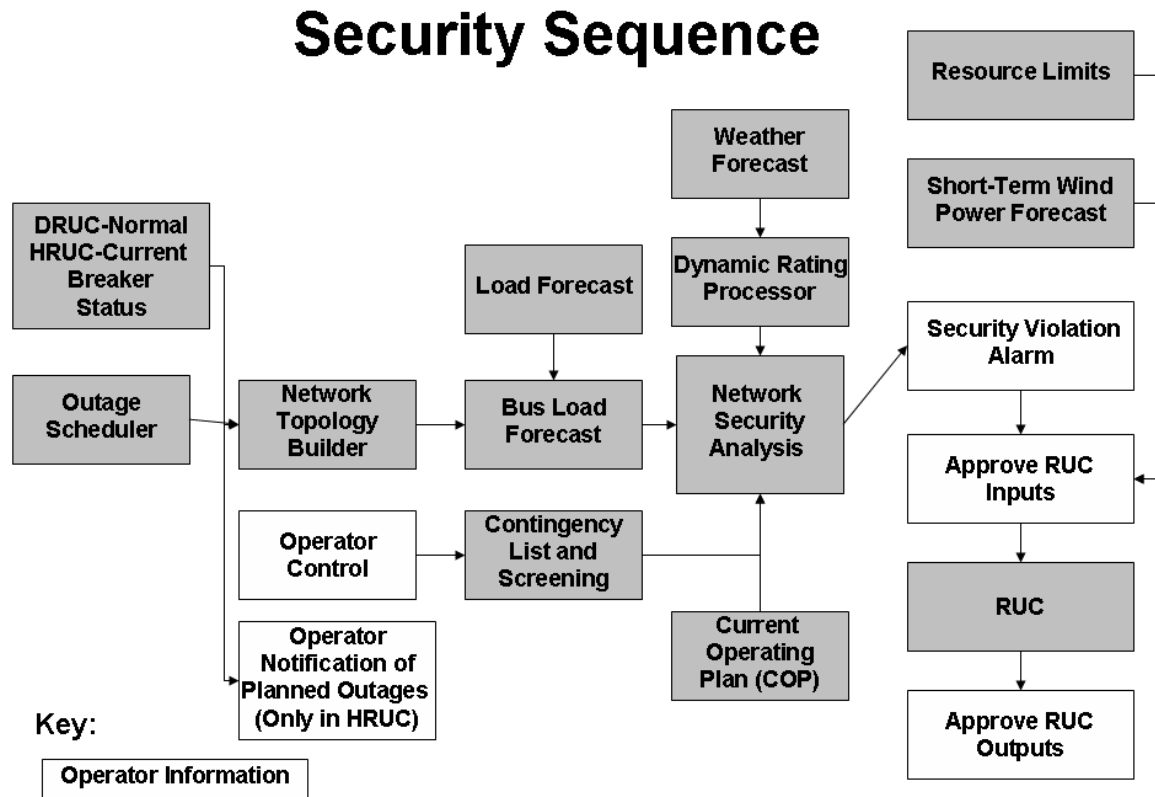 Security Sequence
Resource Limits
Weather
Forecast
Short-Term Wind
Power Forecast
DRUC-Normal
HRUC-Current
Breaker
Status
Load Forecast
Dynamic Rating
Processor
Security Violation
Alarm
Outage
Scheduler
Network
Topology
Builder
Bus Load
Forecast
Network
Security
Analysis
Approve RUC
Inputs
Operator
Control
Contingency
List and
Screening
RUC
Operator
Notification of
Planned Outages
(Only in HRUC)
Current
Operating
Plan (COP)
Approve RUC
Outputs
Key:
Operator Information